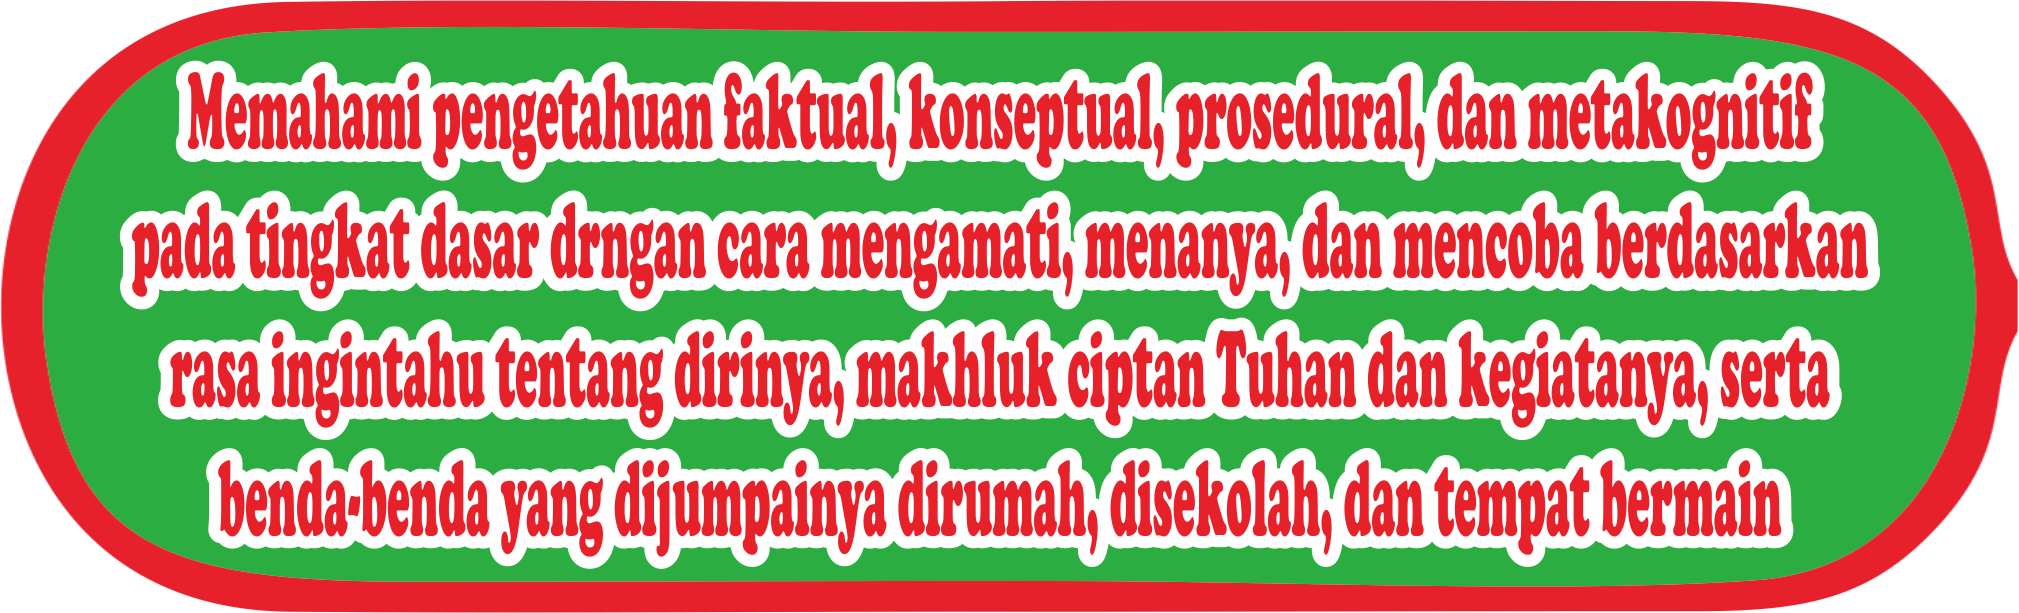 Memahami pengetahuan faktual, konseptual, prosedural, dan metakognitif
pada tingkat dasar drngan cara mengamati, menanya, dan mencoba berdasarkan
rasa ingintahu tentang dirinya, makhluk ciptan Tuhan dan kegiatanya, serta
benda-benda yang dijumpainya dirumah, disekolah, dan tempat bermain